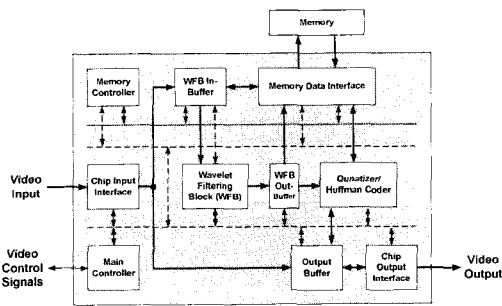 Memory
Memory
Controller
WFB In-
Buffer
Memory Data Interface
Video
Input
Chip Input
Interface
Wavelet
Filtering
Block (WFB)
WFB
Out-
Buffer
Qunatizer/
Huffman Coder
Video
Control
Signals
Main
Controller
Output
Buffer
Chip
Output
Interface
Video
Output